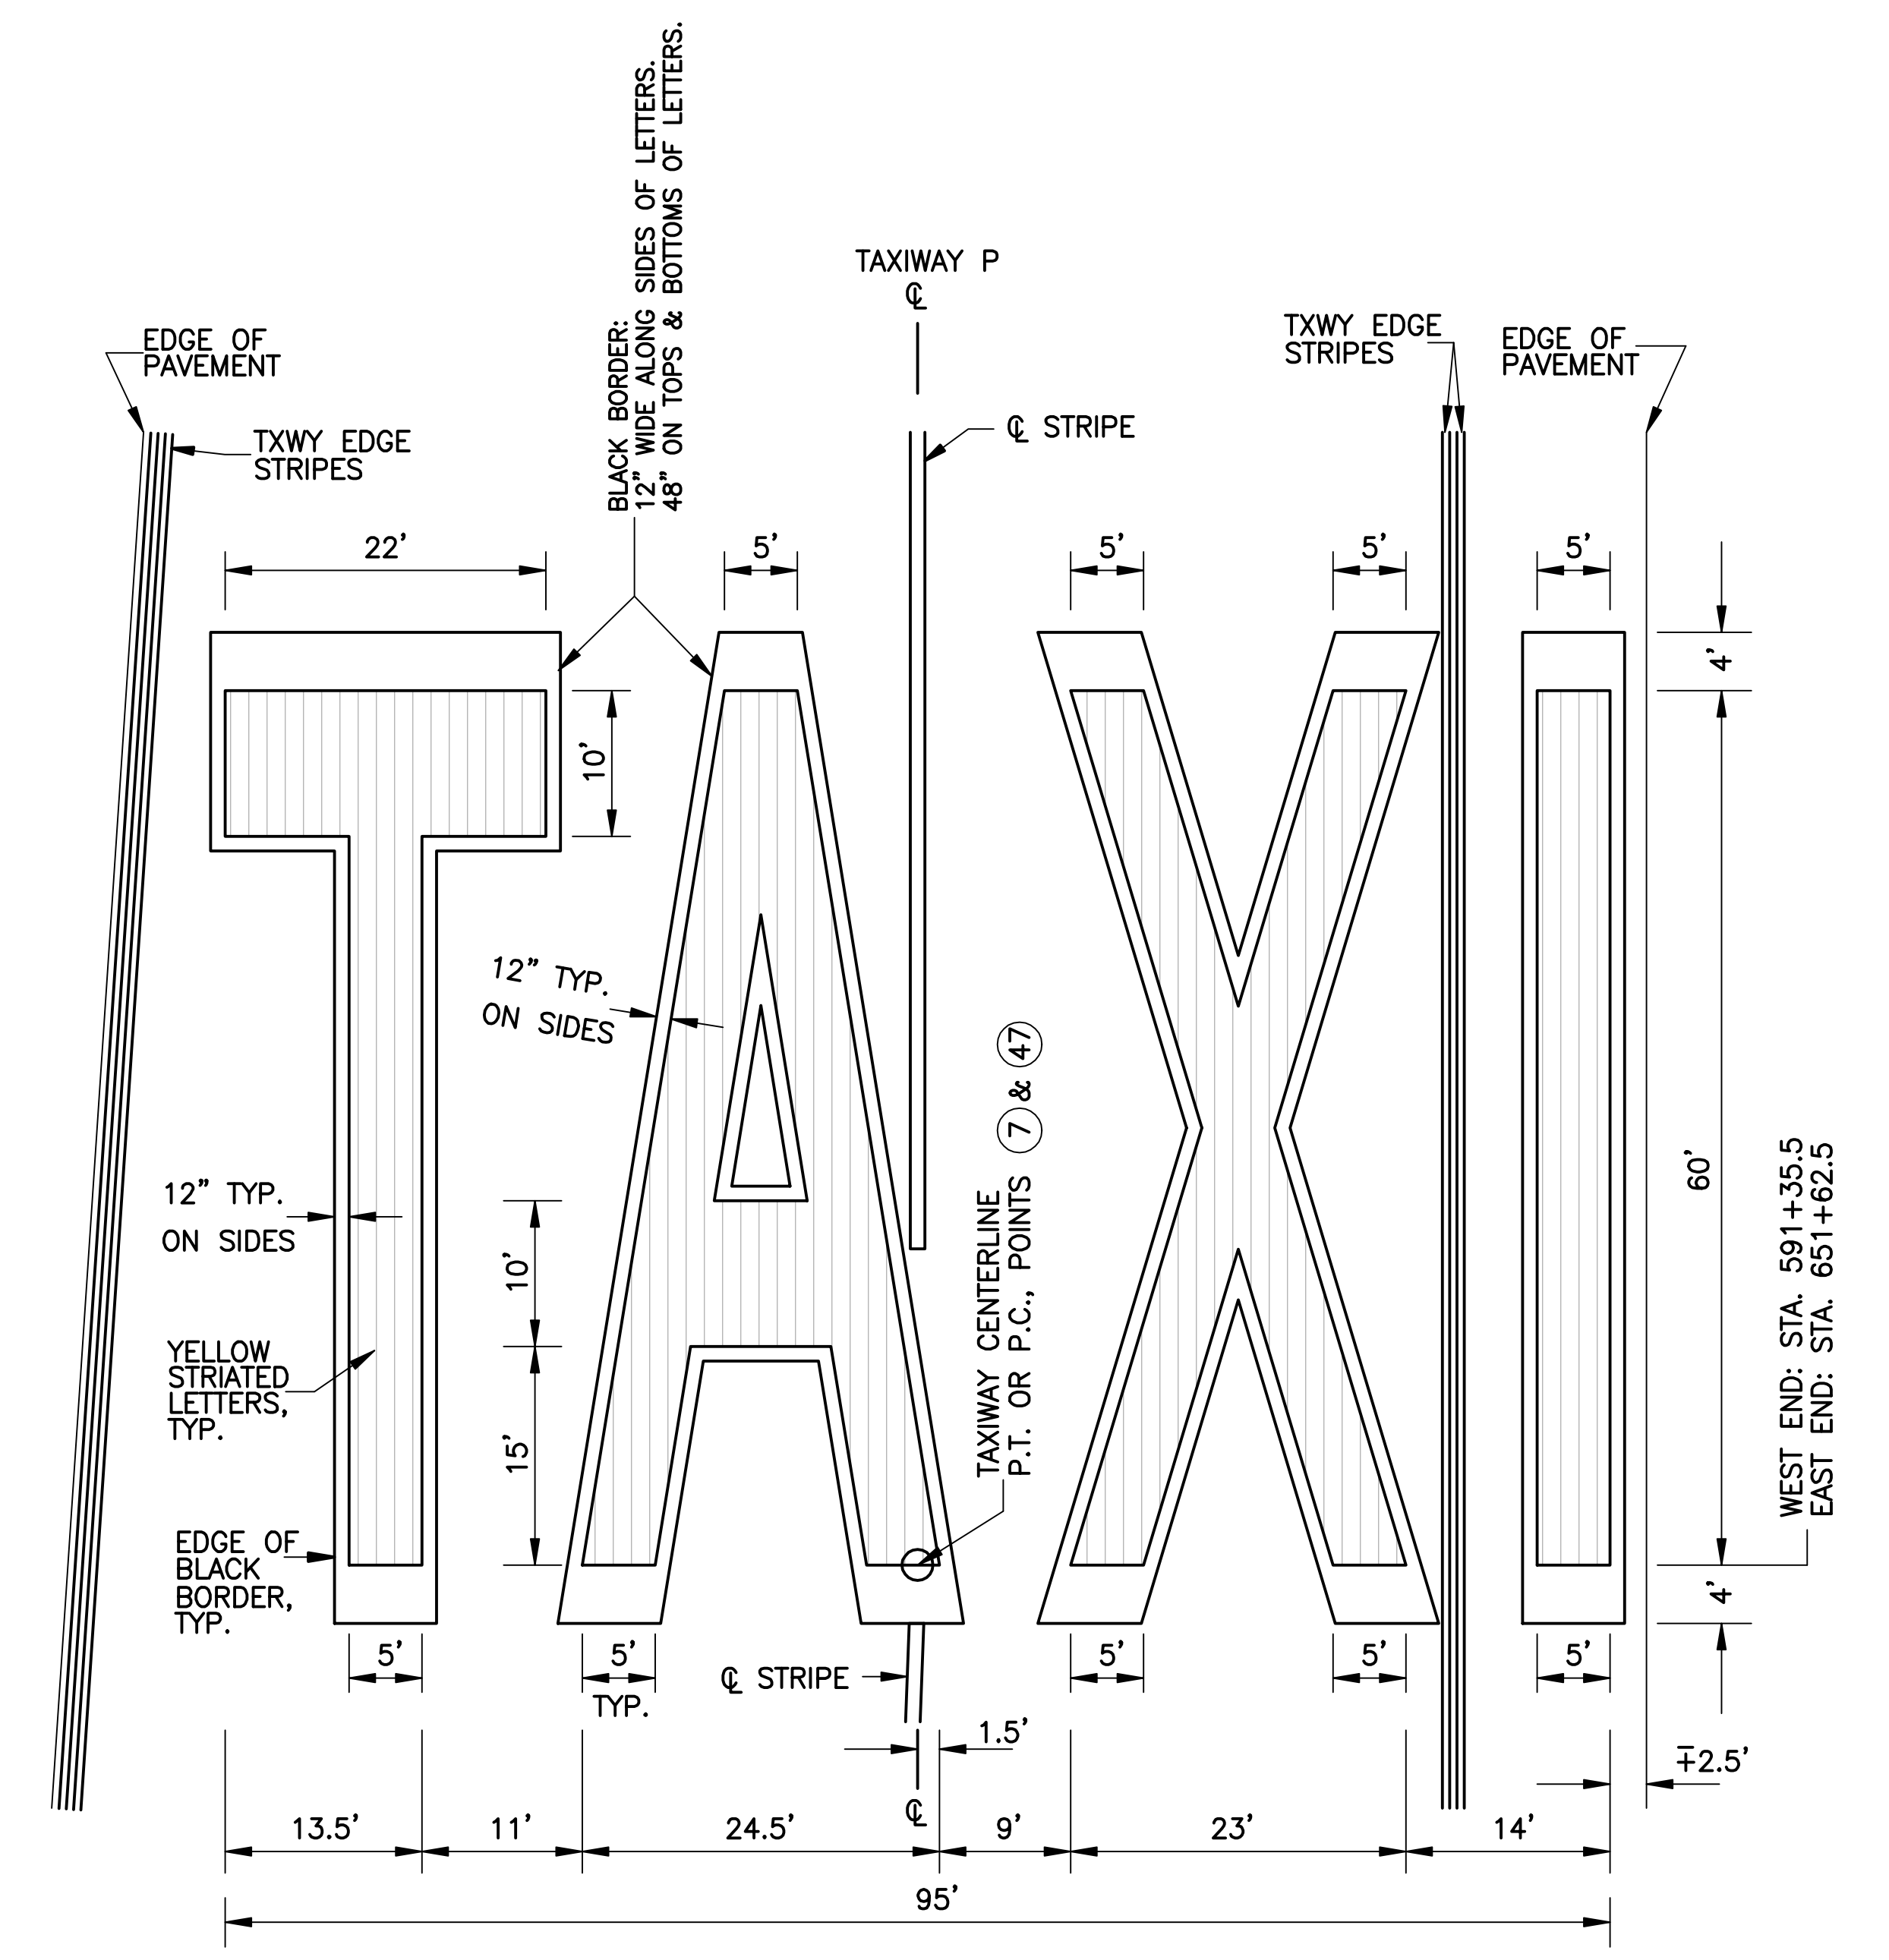 BLACK BORDER:
12" WIDE ALONG SIDES OF LETTERS.
48" ON TOPS & BOTTOMS OF LETTERS.
TAXIWAY P
℄
EDGE OF
PAVEMENT
TXWY EDGE
STRIPES
TXWY EDGE
STRIPES
EDGE OF
PAVEMENT
℄ STRIPE
22'
5'
5'
5'
5'
4'
10'
12" TYP.
ON SIDES
12" TYP.
ON SIDES
10'
15'
60'
TAXIWAY CENTERLINE
P.T. OR P.C., POINTS 7 & 47
WEST END: STA. 591+35.5
EAST END: STA. 651+62.5
YELLOW
STRIATED
LETTERS,
TYP.
EDGE OF
BLACK
BORDER,
TYP.
4'
5'
5'
TYP.
℄ STRIPE
5'
5'
5'
1.5'
∓2.5'
℄
13.5'
11'
24.5'
9'
23'
14'
95'